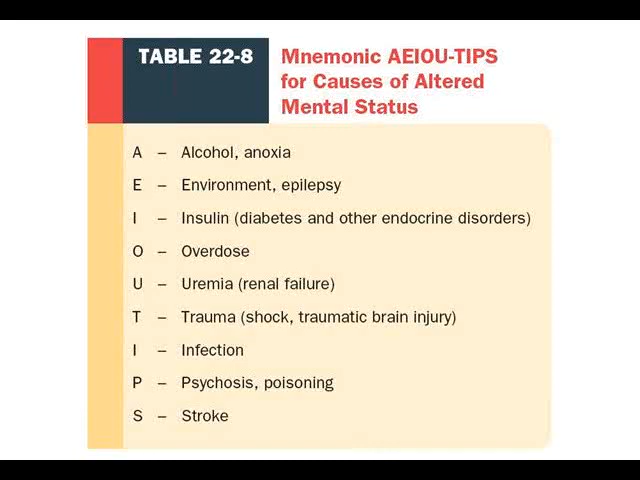 TABLE 22-8
Mnemonic AEIOU-TIPS
for Causes of Altered
Mental Status
A – Alcohol, anoxia
E – Environment, epilepsy
I – Insulin (diabetes and other endocrine disorders)
O – Overdose
U – Uremia (renal failure)
T – Trauma (shock, traumatic brain injury)
I – Infection
P – Psychosis, poisoning
S – Stroke